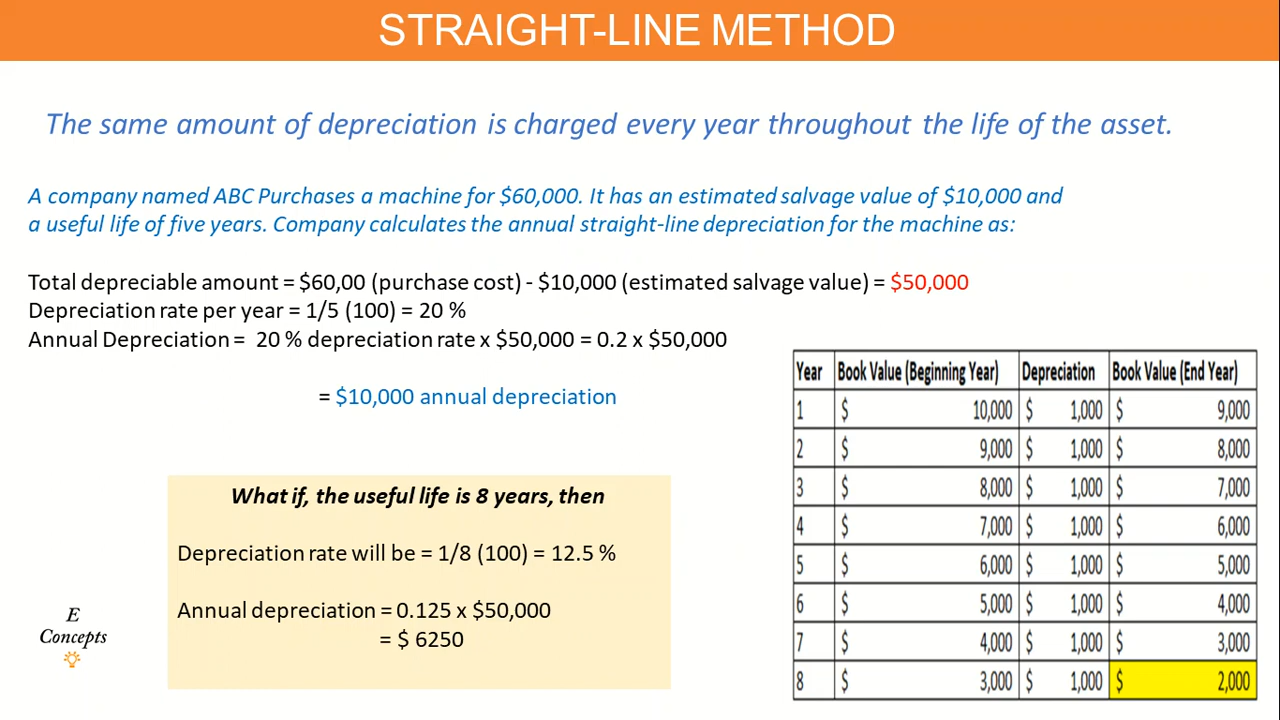 STRAIGHT-LINE METHOD
The same amount of depreciation is charged every year throughout the life of the asset.
A company named ABC Purchases a machine for $60,000. It has an estimated salvage value of $10,000 and
a useful life of five years. Company calculates the annual straight-line depreciation for the machine as:
Total depreciable amount = $60,00 (purchase cost) - $10,000 (estimated salvage value) = $50,000
Depreciation rate per year = 1/5 (100) = 20 %
Annual Depreciation = 20 % depreciation rate x $50,000 = 0.2 x $50,000
= $10,000 annual depreciation
What if, the useful life is 8 years, then
Depreciation rate will be = 1/8 (100) = 12.5 %
Annual depreciation = 0.125 x $50,000
= $ 6250
E
Concepts
Year Book Value (Beginning Year) Depreciation Book Value (End Year)
1 $ 10,000 $ 1,000 $ 9,000
2 $ 9,000 $ 1,000 $ 8,000
3 $ 8,000 $ 1,000 $ 7,000
4 $ 7,000 $ 1,000 $ 6,000
5 $ 6,000 $ 1,000 $ 5,000
6 $ 5,000 $ 1,000 $ 4,000
7 $ 4,000 $ 1,000 $ 3,000
8 $ 3,000 $ 1,000 $ 2,000